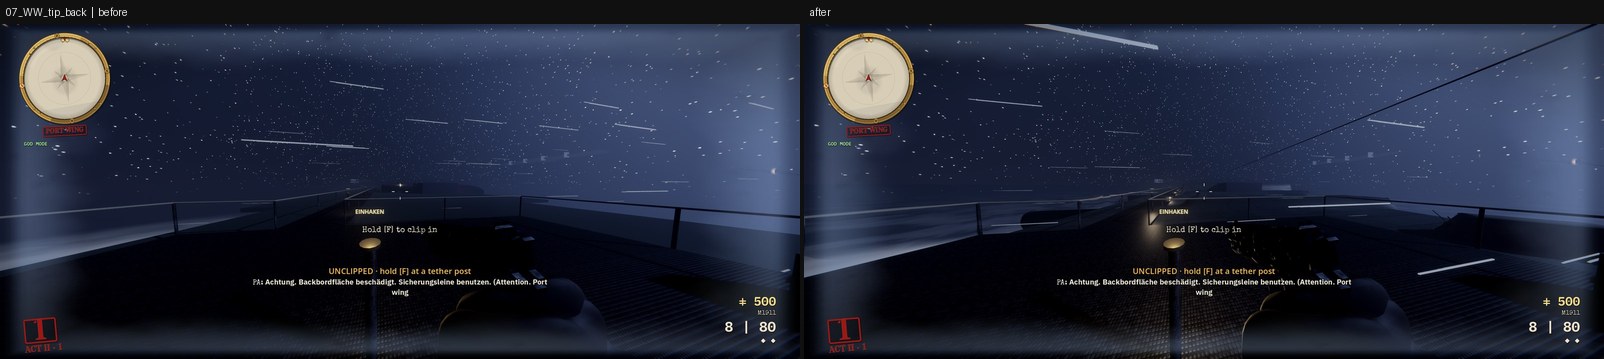 07_WW_tip_back | before
PORT WING
GOD MODE
EINHAKEN
Hold [F] to clip in
UNCLIPPED · hold [F] at a tether post
PA: Achtung. Backbordfläche beschädigt. Sicherungsleine benutzen. (Attention. Port
wing
500
M1911
8 | 80
I
ACT II · 1
after
PORT WING
GOD MODE
EINHAKEN
Hold [F] to clip in
UNCLIPPED · hold [F] at a tether post
PA: Achtung. Backbordfläche beschädigt. Sicherungsleine benutzen. (Attention. Port
wing
500
M1911
8 | 80
I
ACT II · 1